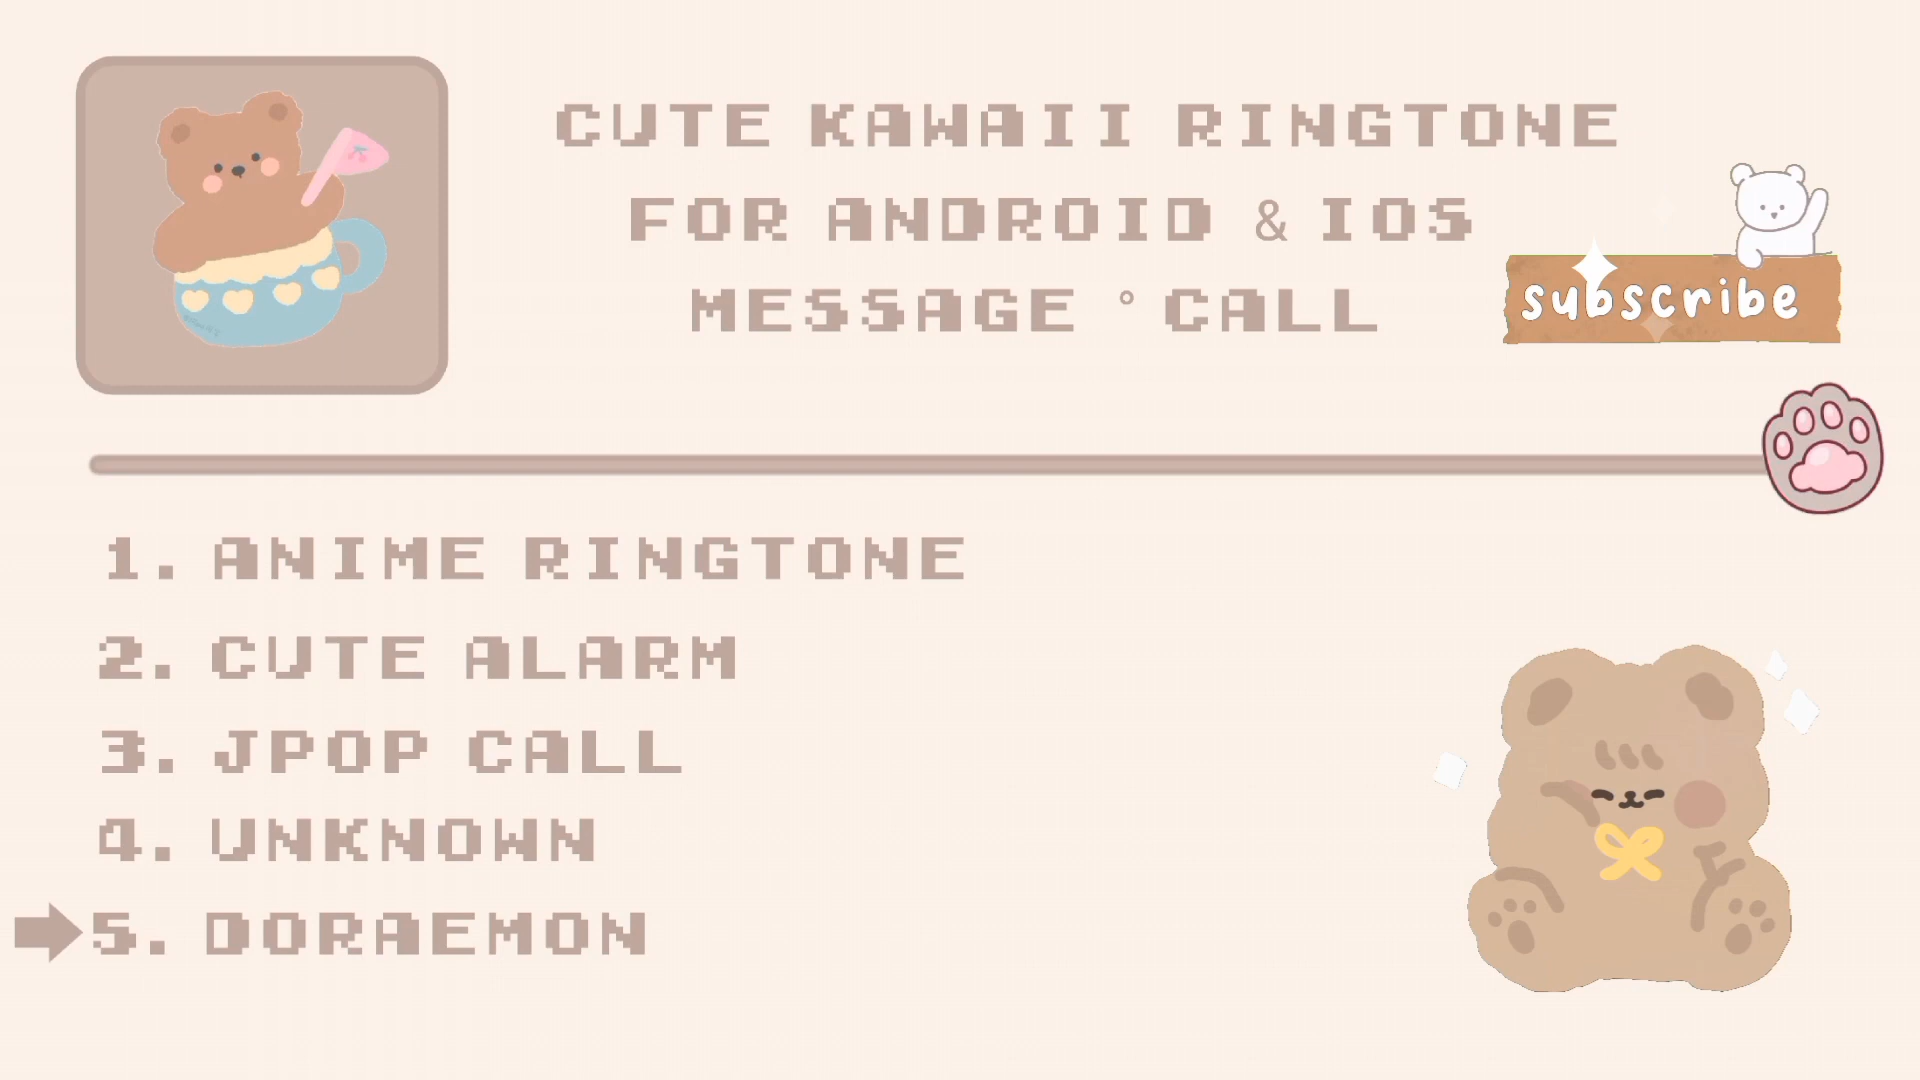 CUTE KAWAII RINGTONE
FOR ANDROID & IOS
MESSAGE °CALL
subscribe
1. ANIME RINGTONE
2. CUTE ALARM
3. JPOP CALL
4. UNKNOWN
5. DORAEMON